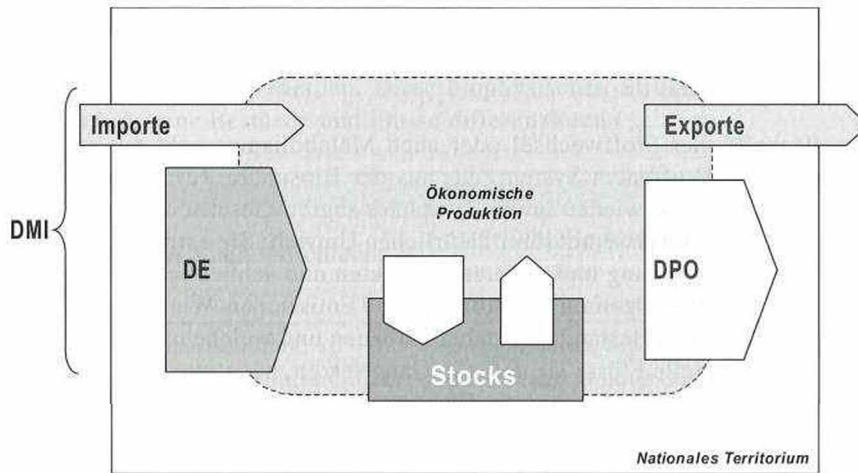 Importe
Exporte
Ökonomische
Produktion
DMI
DE
DPO
Stocks
Nationales Territorium